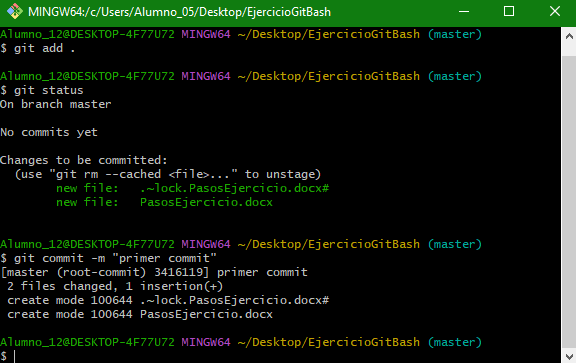 MINGW64:/c/Users/Alumno_05/Desktop/EjercicioGitBash
Alumno_12@DESKTOP-4F77U72 MINGW64 ~/Desktop/EjercicioGitBash (master)
$ git add .
Alumno_12@DESKTOP-4F77U72 MINGW64 ~/Desktop/EjercicioGitBash (master)
$ git status
On branch master
No commits yet
Changes to be committed:
  (use "git rm --cached <file>..." to unstage)
        new file:   .~lock.PasosEjercicio.docx#
        new file:   PasosEjercicio.docx
Alumno_12@DESKTOP-4F77U72 MINGW64 ~/Desktop/EjercicioGitBash (master)
$ git commit -m "primer commit"
[master (root-commit) 3416119] primer commit
 2 files changed, 1 insertion(+)
 create mode 100644 .~lock.PasosEjercicio.docx#
 create mode 100644 PasosEjercicio.docx
Alumno_12@DESKTOP-4F77U72 MINGW64 ~/Desktop/EjercicioGitBash (master)
$